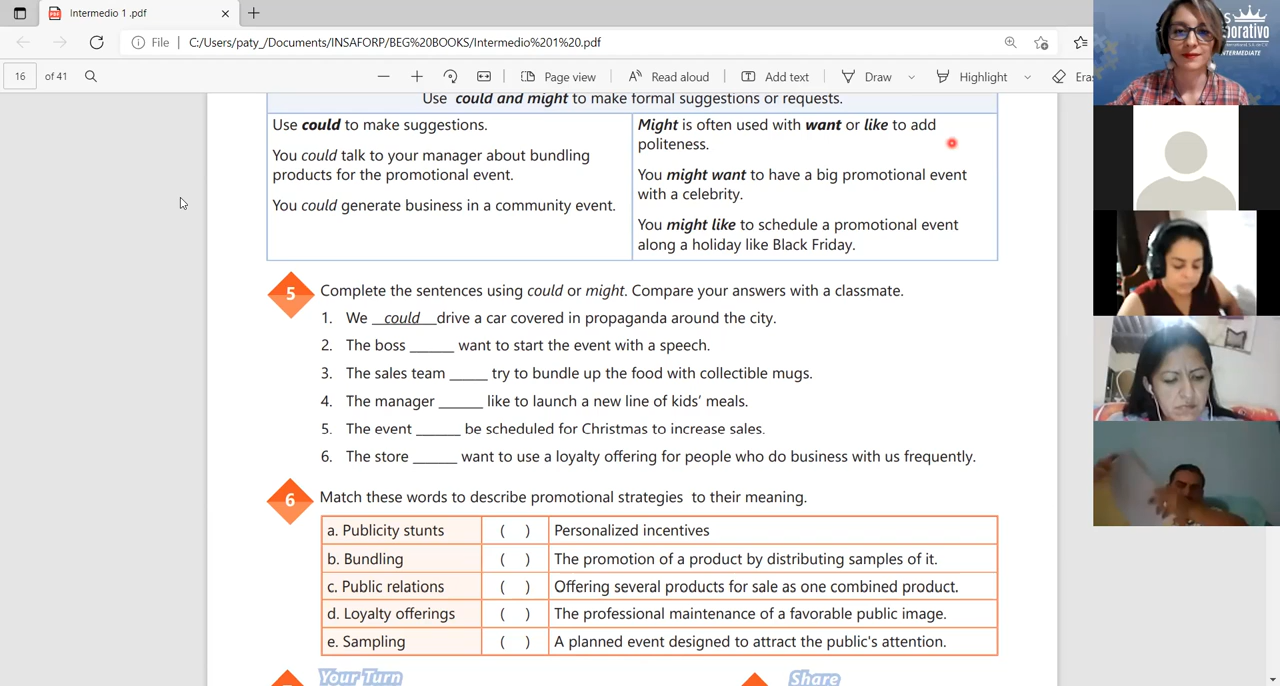 Intermedio 1 .pdf
File
C:/Users/paty_/Documents/INSAFORP/BEG%20BOOKS/Intermedio%201%20.pdf
16 of 41
Page view
Read aloud
Add text
Draw
Highlight
Eras
Use could and might to make formal suggestions or requests.
Use could to make suggestions.
You could talk to your manager about bundling
products for the promotional event.
You could generate business in a community event.
Might is often used with want or like to add
politeness.
You might want to have a big promotional event
with a celebrity.
You might like to schedule a promotional event
along a holiday like Black Friday.
5 Complete the sentences using could or might. Compare your answers with a classmate.
1. We __could__drive a car covered in propaganda around the city.
2. The boss ______ want to start the event with a speech.
3. The sales team _____ try to bundle up the food with collectible mugs.
4. The manager ______ like to launch a new line of kids’ meals.
5. The event ______ be scheduled for Christmas to increase sales.
6. The store ______ want to use a loyalty offering for people who do business with us frequently.
6 Match these words to describe promotional strategies to their meaning.
a. Publicity stunts ( ) Personalized incentives
b. Bundling ( ) The promotion of a product by distributing samples of it.
c. Public relations ( ) Offering several products for sale as one combined product.
d. Loyalty offerings ( ) The professional maintenance of a favorable public image.
e. Sampling ( ) A planned event designed to attract the public's attention.
Your Turn
Share